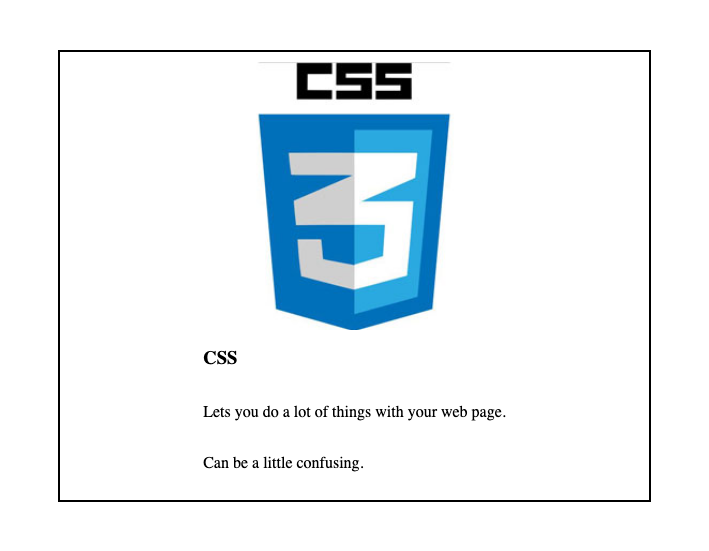 CSS
3
CSS
Lets you do a lot of things with your web page.
Can be a little confusing.